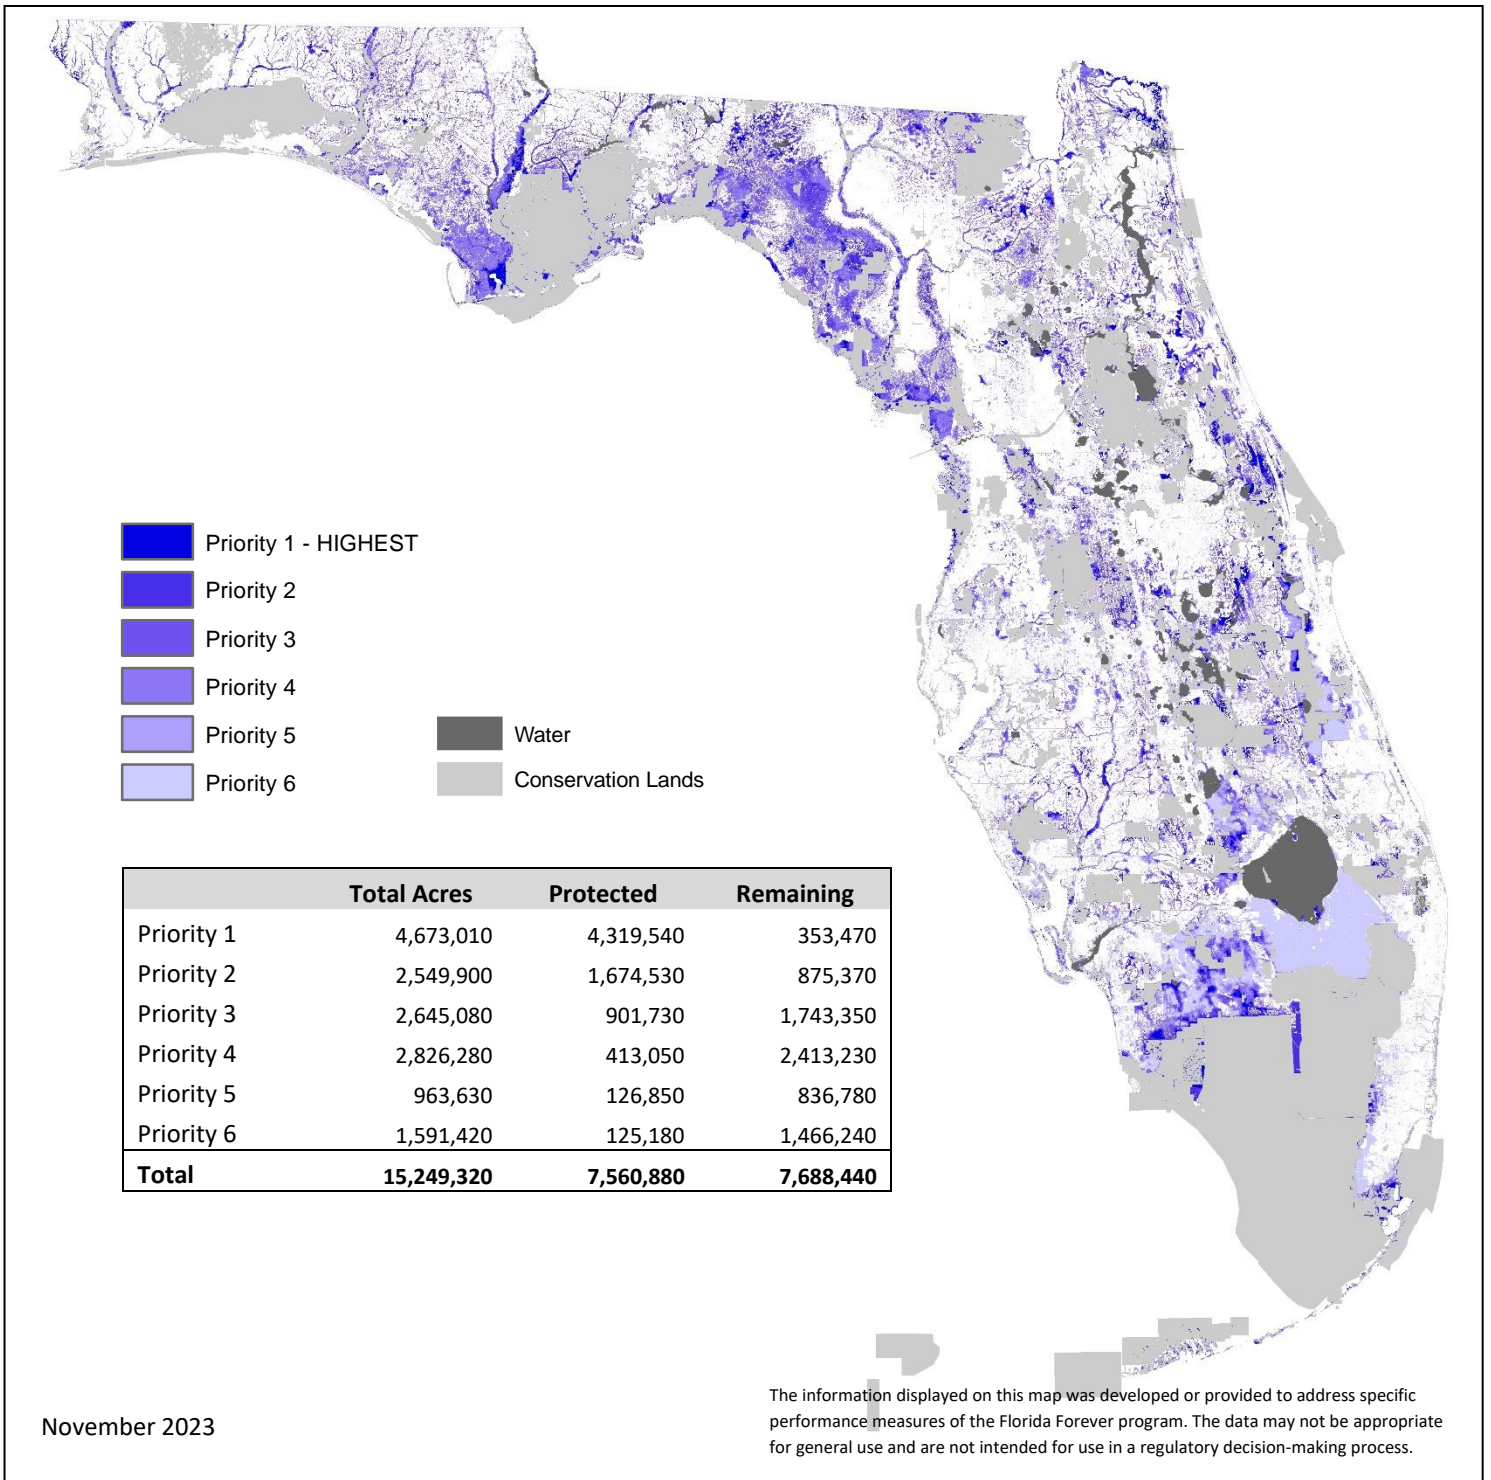 Priority 1 - HIGHEST
Priority 2
Priority 3
Priority 4
Priority 5
Priority 6
Water
Conservation Lands
Total Acres Protected Remaining
Priority 1 4,673,010 4,319,540 353,470
Priority 2 2,549,900 1,674,530 875,370
Priority 3 2,645,080 901,730 1,743,350
Priority 4 2,826,280 413,050 2,413,230
Priority 5 963,630 126,850 836,780
Priority 6 1,591,420 125,180 1,466,240
Total 15,249,320 7,560,880 7,688,440
The information displayed on this map was developed or provided to address specific
performance measures of the Florida Forever program. The data may not be appropriate
for general use and are not intended for use in a regulatory decision-making process.
November 2023